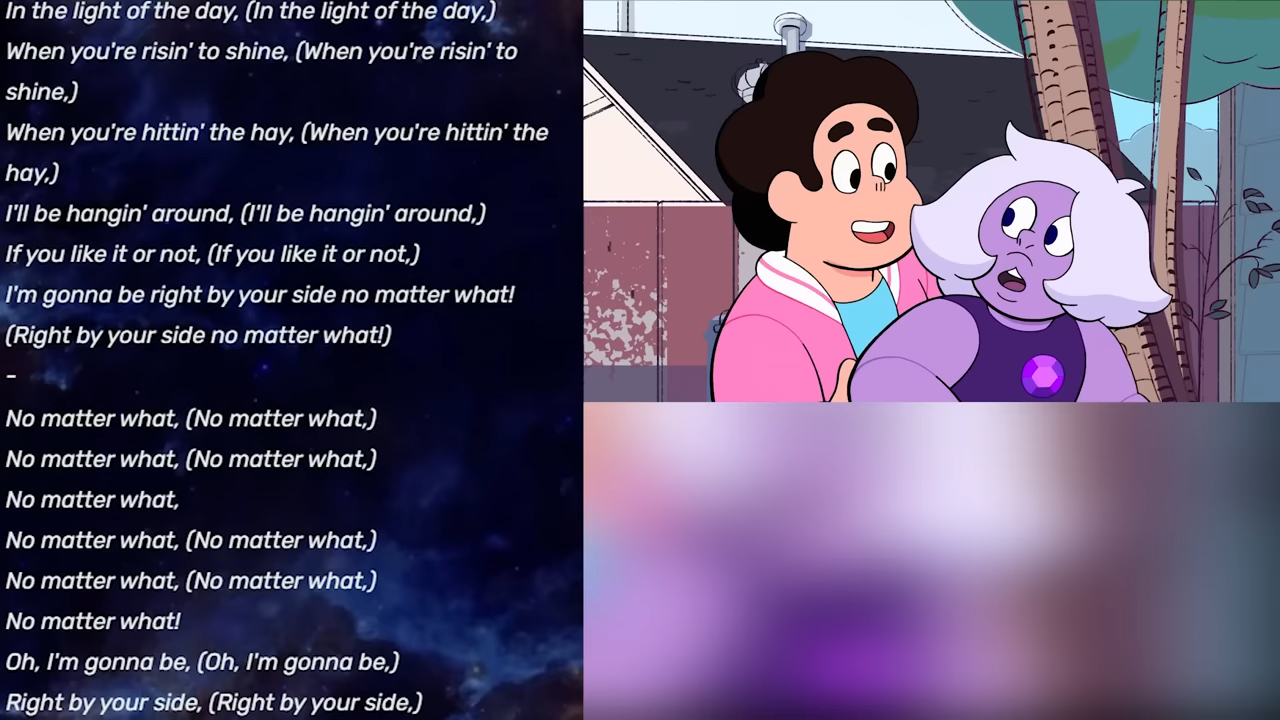 In the light of the day, (In the light of the day,)
When you're risin' to shine, (When you're risin' to
shine,)
When you're hittin' the hay, (When you're hittin' the
hay,)
I'll be hangin' around, (I'll be hangin' around,)
If you like it or not, (If you like it or not,)
I'm gonna be right by your side no matter what!
(Right by your side no matter what!)
–
No matter what, (No matter what,)
No matter what, (No matter what,)
No matter what,
No matter what, (No matter what,)
No matter what, (No matter what,)
No matter what!
Oh, I'm gonna be, (Oh, I'm gonna be,)
Right by your side, (Right by your side,)